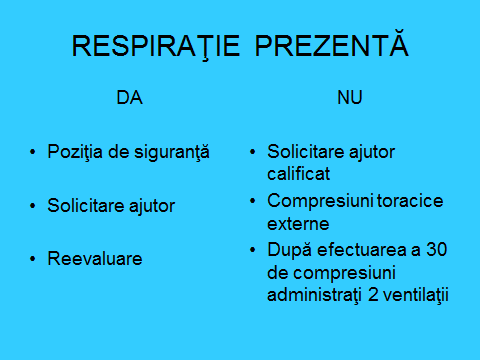 RESPIRAŢIE PREZENTĂ
DA
• Poziţia de siguranţă
• Solicitare ajutor
• Reevaluare
NU
• Solicitare ajutor
calificat
• Compresiuni toracice
externe
• După efectuarea a 30
de compresiuni
administraţi 2 ventilaţii